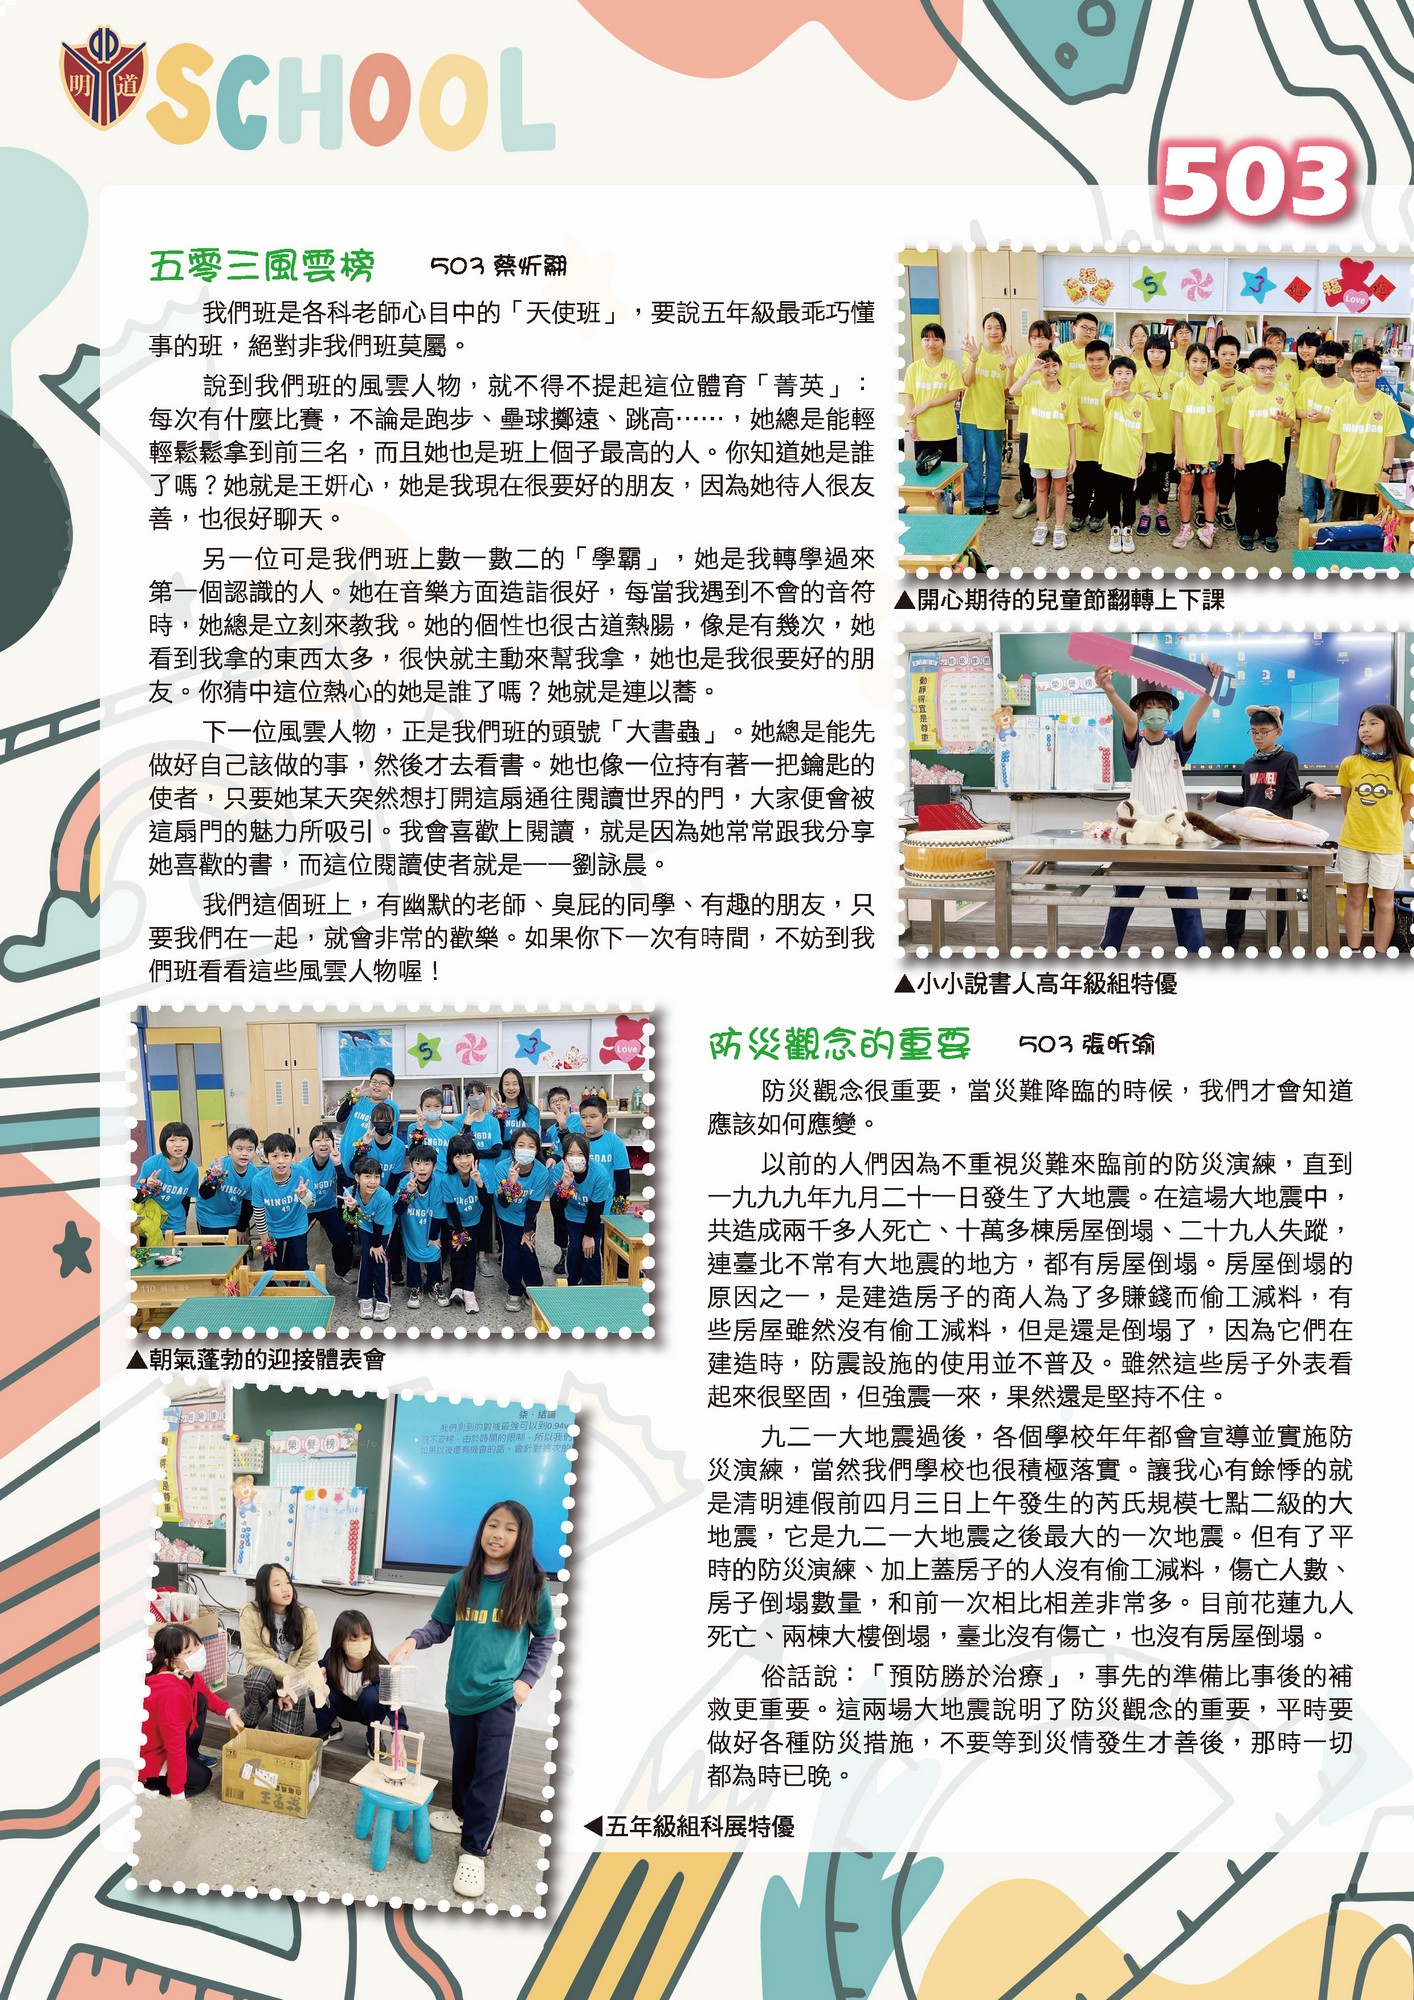 明道
SCHOOL
503
五零三風雲榜 503 蔡忻翮
我們班是各科老師心目中的「天使班」，要說五年級最乖巧懂
事的班，絕對非我們班莫屬。
說到我們班的風雲人物，就不得不提起這位體育「菁英」：
每次有什麼比賽，不論是跑步、壘球擲遠、跳高……，她總是能輕
輕鬆鬆拿到前三名，而且她也是班上個子最高的人。你知道她是誰
了嗎？她就是王妍心，她是我現在很要好的朋友，因為她待人很友
善，也很好聊天。
另一位可是我們班上數一數二的「學霸」，她是我轉學過來
第一個認識的人。她在音樂方面造詣很好，每當我遇到不會的音符
時，她總是立刻來教我。她的個性也很古道熱腸，像是有幾次，她
看到我拿的東西太多，很快就主動來幫我拿，她也是我很要好的朋
友。你猜中這位熱心的她是誰了嗎？她就是連以蕎。
下一位風雲人物，正是我們班的頭號「大書蟲」。她總是能先
做好自己該做的事，然後才去看書。她也像一位持有著一把鑰匙的
使者，只要她某天突然想打開這扇通往閱讀世界的門，大家便會被
這扇門的魅力所吸引。我會喜歡上閱讀，就是因為她常常跟我分享
她喜歡的書，而這位閱讀使者就是——劉詠晨。
我們這個班上，有幽默的老師、臭屁的同學、有趣的朋友，只
要我們在一起，就會非常的歡樂。如果你下一次有時間，不妨到我
們班看看這些風雲人物喔！
▲開心期待的兒童節翻轉上下課
動靜得宜是尊重
榮譽榜
MARVEL
▲小小說書人高年級組特優
5 3
Love
▲朝氣蓬勃的迎接體表會
柒、結論
我們測到的數據最強可以到0.94v
Ming Dao
◀五年級組科展特優
防災觀念的重要 503 張昕渝
防災觀念很重要，當災難降臨的時候，我們才會知道
應該如何應變。
以前的人們因為不重視災難來臨前的防災演練，直到
一九九九年九月二十一日發生了大地震。在這場大地震中，
共造成兩千多人死亡、十萬多棟房屋倒塌、二十九人失蹤，
連臺北不常有大地震的地方，都有房屋倒塌。房屋倒塌的
原因之一，是建造房子的商人為了多賺錢而偷工減料，有
些房屋雖然沒有偷工減料，但是還是倒塌了，因為它們在
建造時，防震設施的使用並不普及。雖然這些房子外表看
起來很堅固，但強震一來，果然還是堅持不住。
九二一大地震過後，各個學校年年都會宣導並實施防
災演練，當然我們學校也很積極落實。讓我心有餘悸的就
是清明連假前四月三日上午發生的芮氏規模七點二級的大
地震，它是九二一大地震之後最大的一次地震。但有了平
時的防災演練、加上蓋房子的人沒有偷工減料，傷亡人數、
房子倒塌數量，和前一次相比相差非常多。目前花蓮九人
死亡、兩棟大樓倒塌，臺北沒有傷亡，也沒有房屋倒塌。
俗話說：「預防勝於治療」，事先的準備比事後的補
救更重要。這兩場大地震說明了防災觀念的重要，平時要
做好各種防災措施，不要等到災情發生才善後，那時一切
都為時已晚。